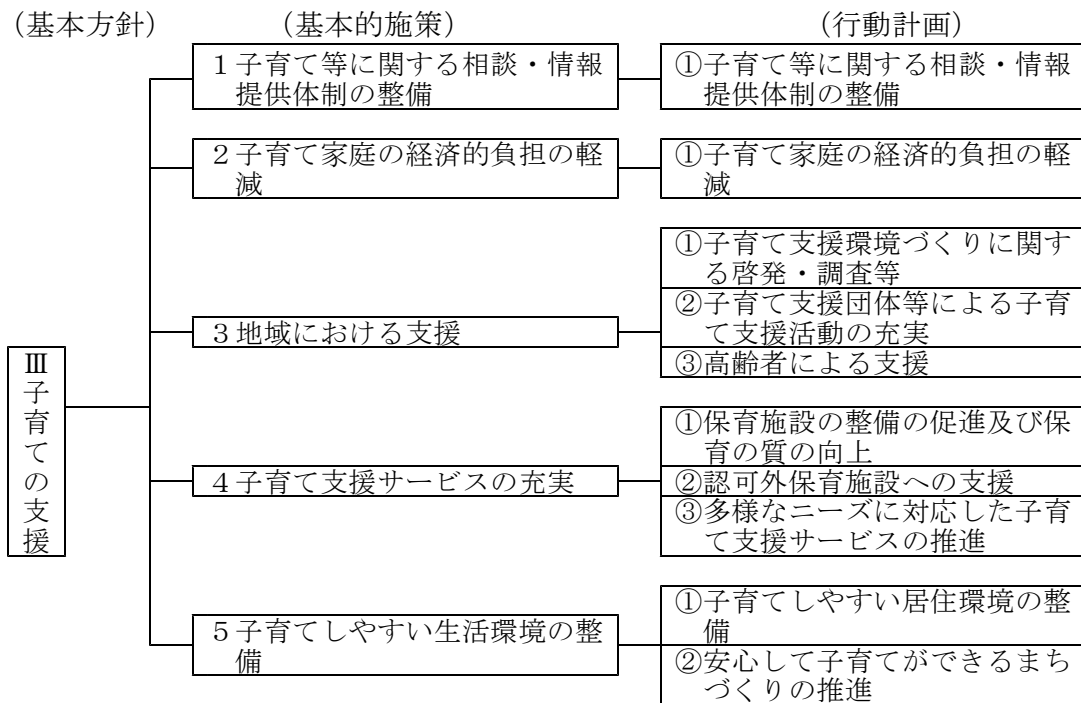 (基本方針) (基本的施策) (行動計画)
1子育て等に関する相談・情報
提供体制の整備
①子育て等に関する相談・情報
提供体制の整備
2子育て家庭の経済的負担の軽
減
①子育て家庭の経済的負担の軽
減
3地域における支援
①子育て支援環境づくりに関す
る啓発・調査等
②子育て支援団体等による子育
て支援活動の充実
③高齢者による支援
Ⅲ子育ての支援
4子育て支援サービスの充実
①保育施設の整備の促進及び保
育の質の向上
②認可外保育施設への支援
③多様なニーズに対応した子育
て支援サービスの推進
5子育てしやすい生活環境の整
備
①子育てしやすい居住環境の整
備
②安心して子育てができるまち
づくりの推進